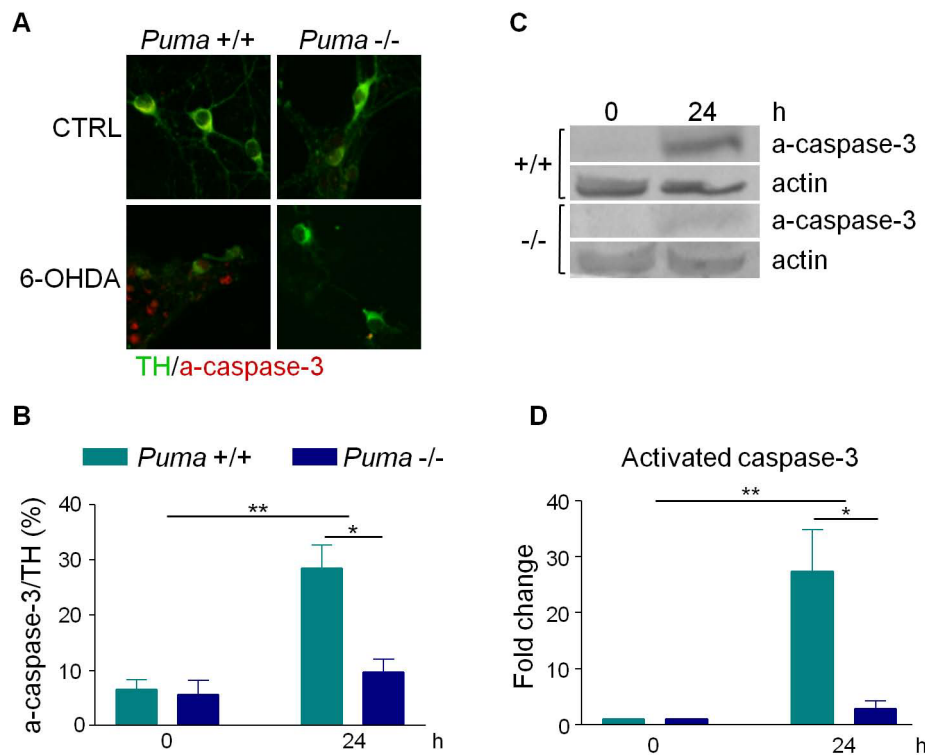 A
Puma +/+ Puma -/-
CTRL
6-OHDA
TH/a-caspase-3
C
0 24 h
+/+
a-caspase-3
actin
-/-
a-caspase-3
actin
B
Puma +/+ Puma -/-
a-caspase-3/TH (%)
40
30
20
10
0
**
*
0 24 h
D
Activated caspase-3
Fold change
40
30
20
10
0
**
*
0 24 h